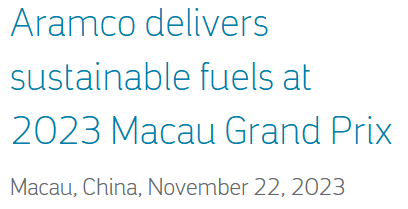 Aramco delivers
sustainable fuels at
2023 Macau Grand Prix
Macau, China, November 22, 2023